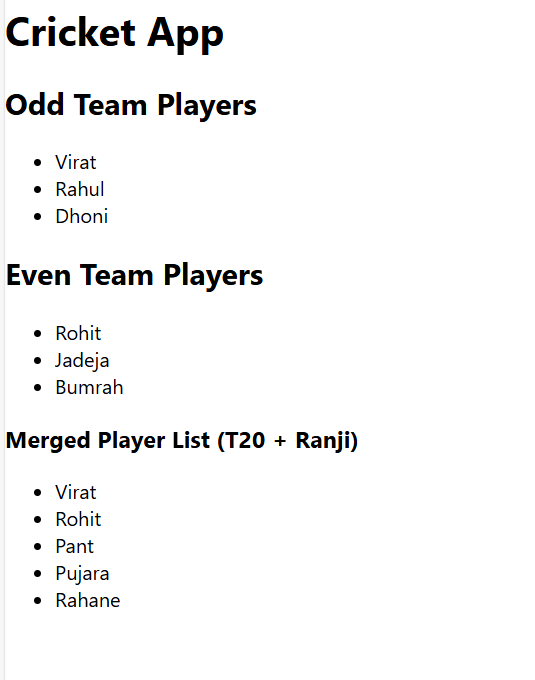 Cricket App
Odd Team Players
Virat
Rahul
Dhoni
Even Team Players
Rohit
Jadeja
Bumrah
Merged Player List (T20 + Ranji)
Virat
Rohit
Pant
Pujara
Rahane